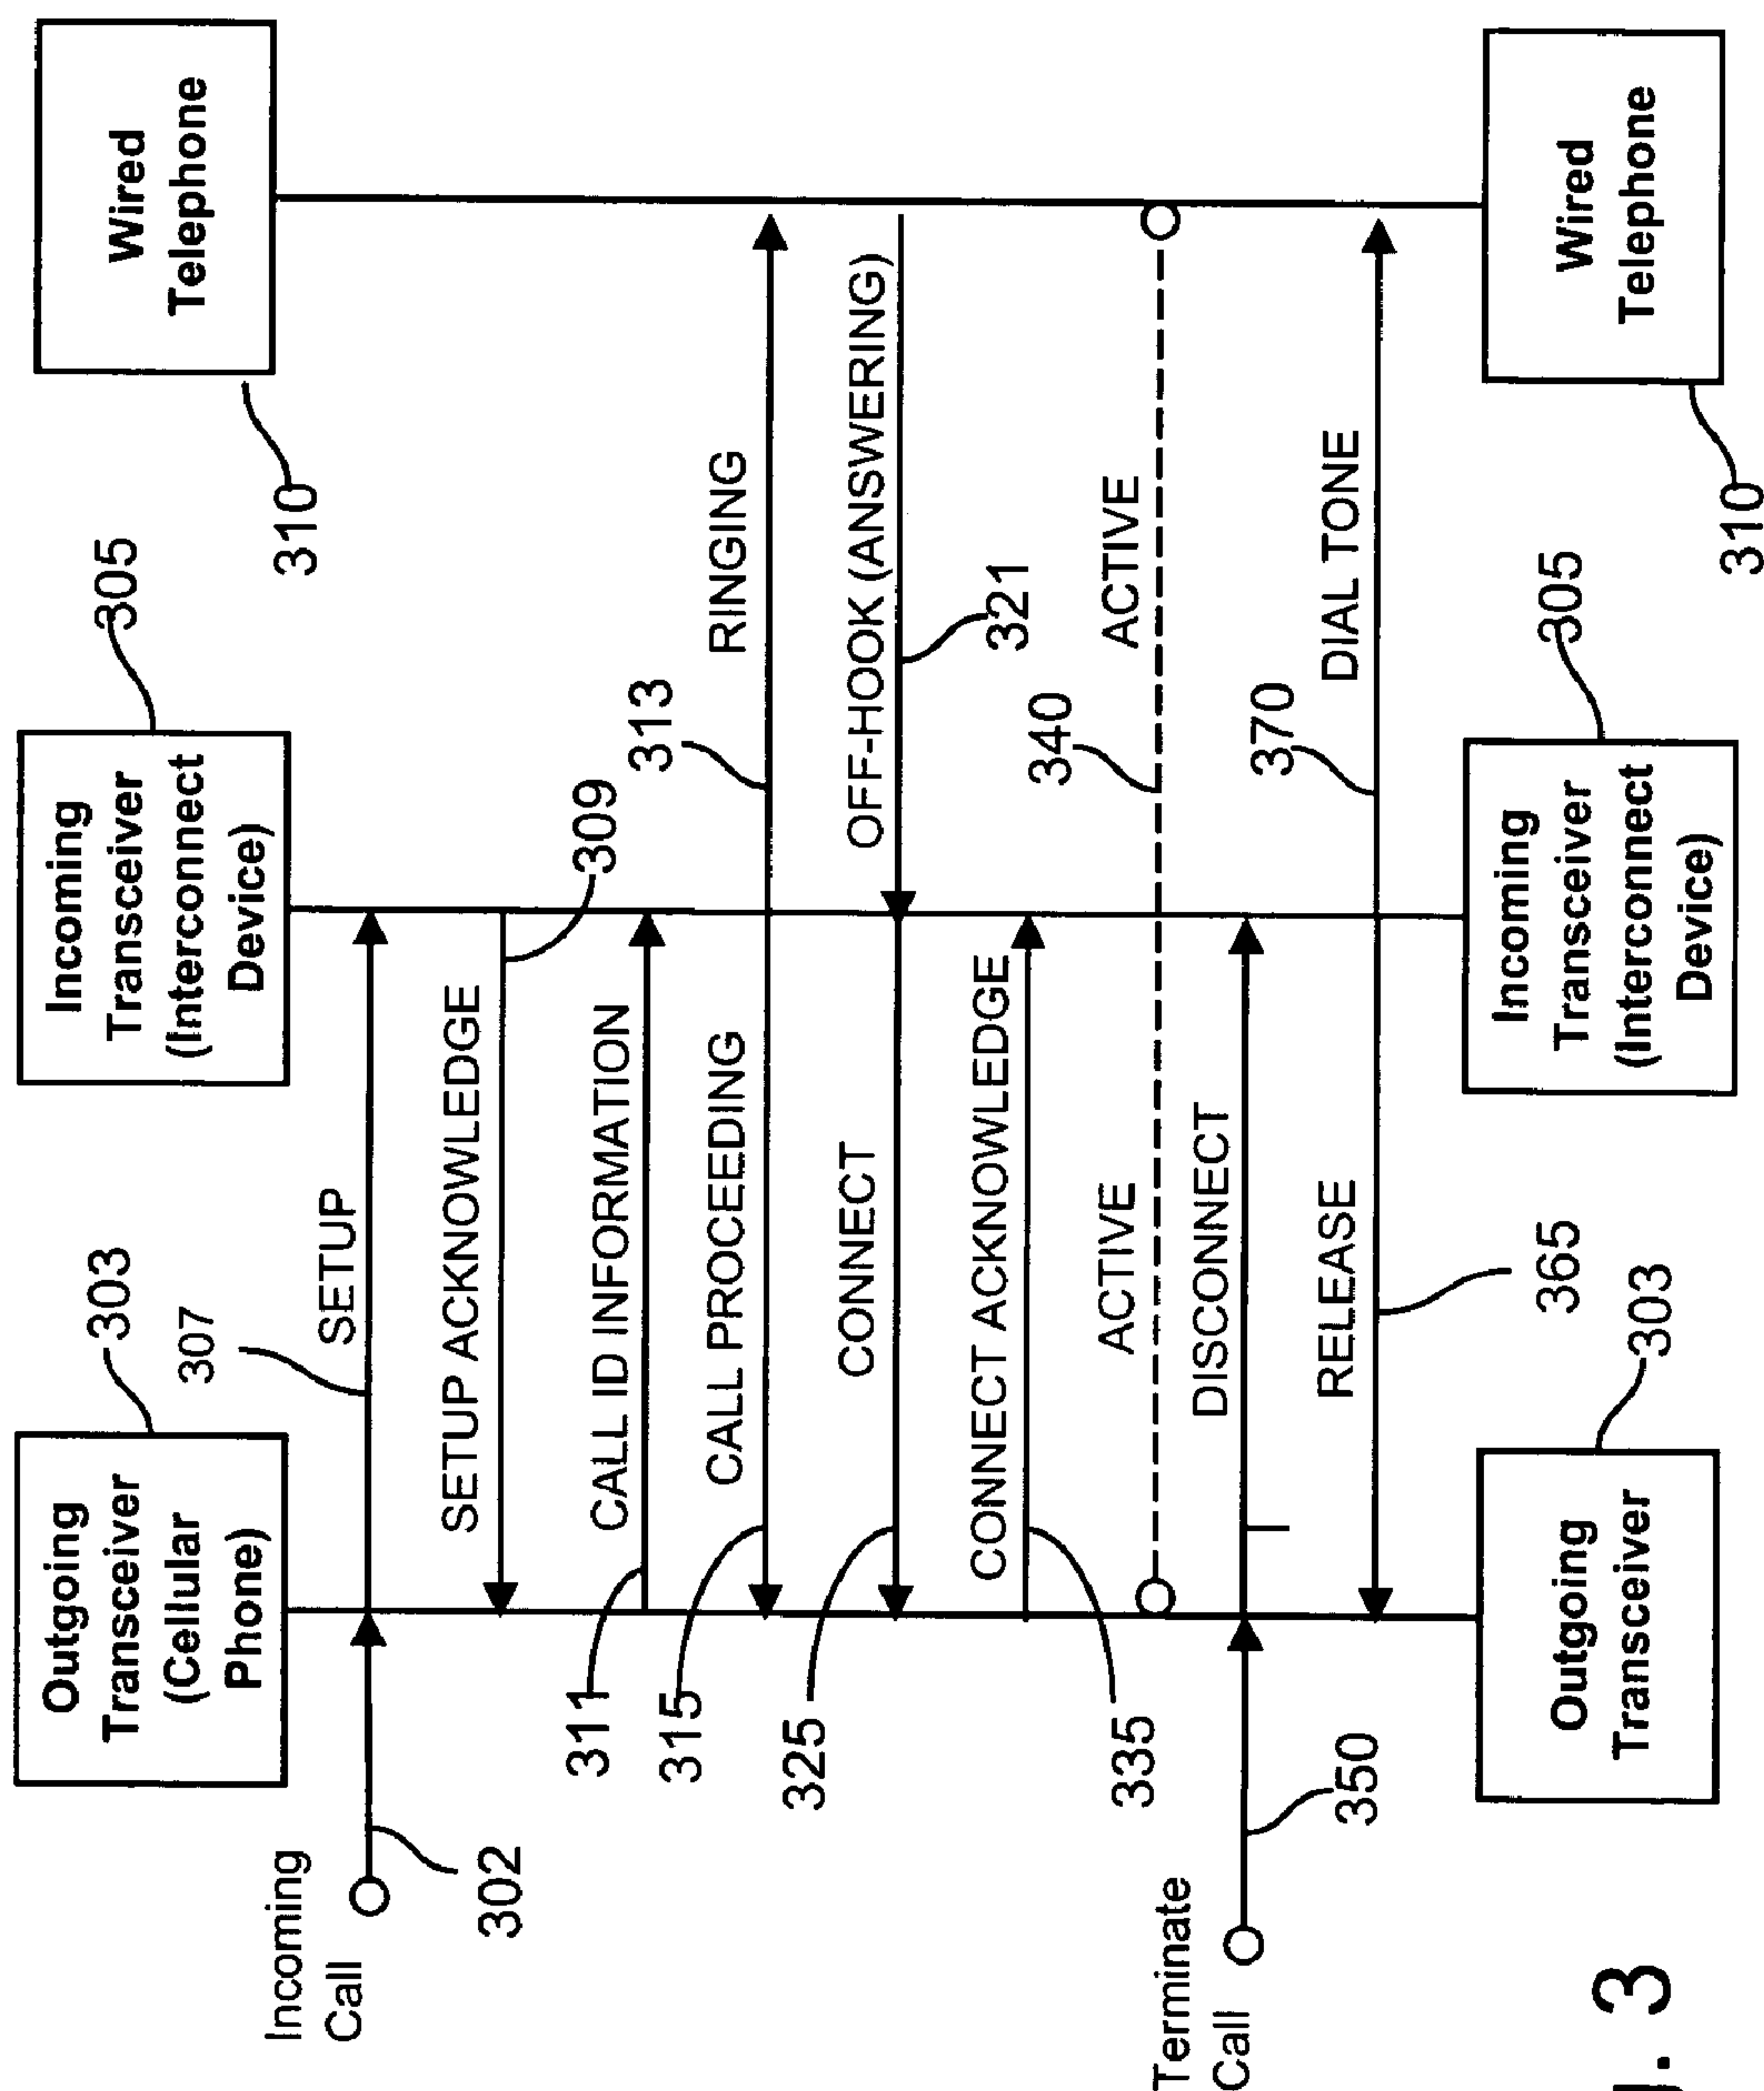 Outgoing
Transceiver
(Cellular
Phone)
303
Incoming
Transceiver
(Interconnect
Device)
305
Wired
Telephone
310
Incoming
Call
302
307
SETUP
SETUP ACKNOWLEDGE
309
CALL ID INFORMATION
311
CALL PROCEEDING
315
313
RINGING
CONNECT
325
OFF-HOOK (ANSWERING)
321
CONNECT ACKNOWLEDGE
335
ACTIVE
340
ACTIVE
Terminate
Call
350
DISCONNECT
RELEASE
365
370
DIAL TONE
Outgoing
Transceiver
303
Incoming
Transceiver
(Interconnect
Device)
305
Wired
Telephone
310
3